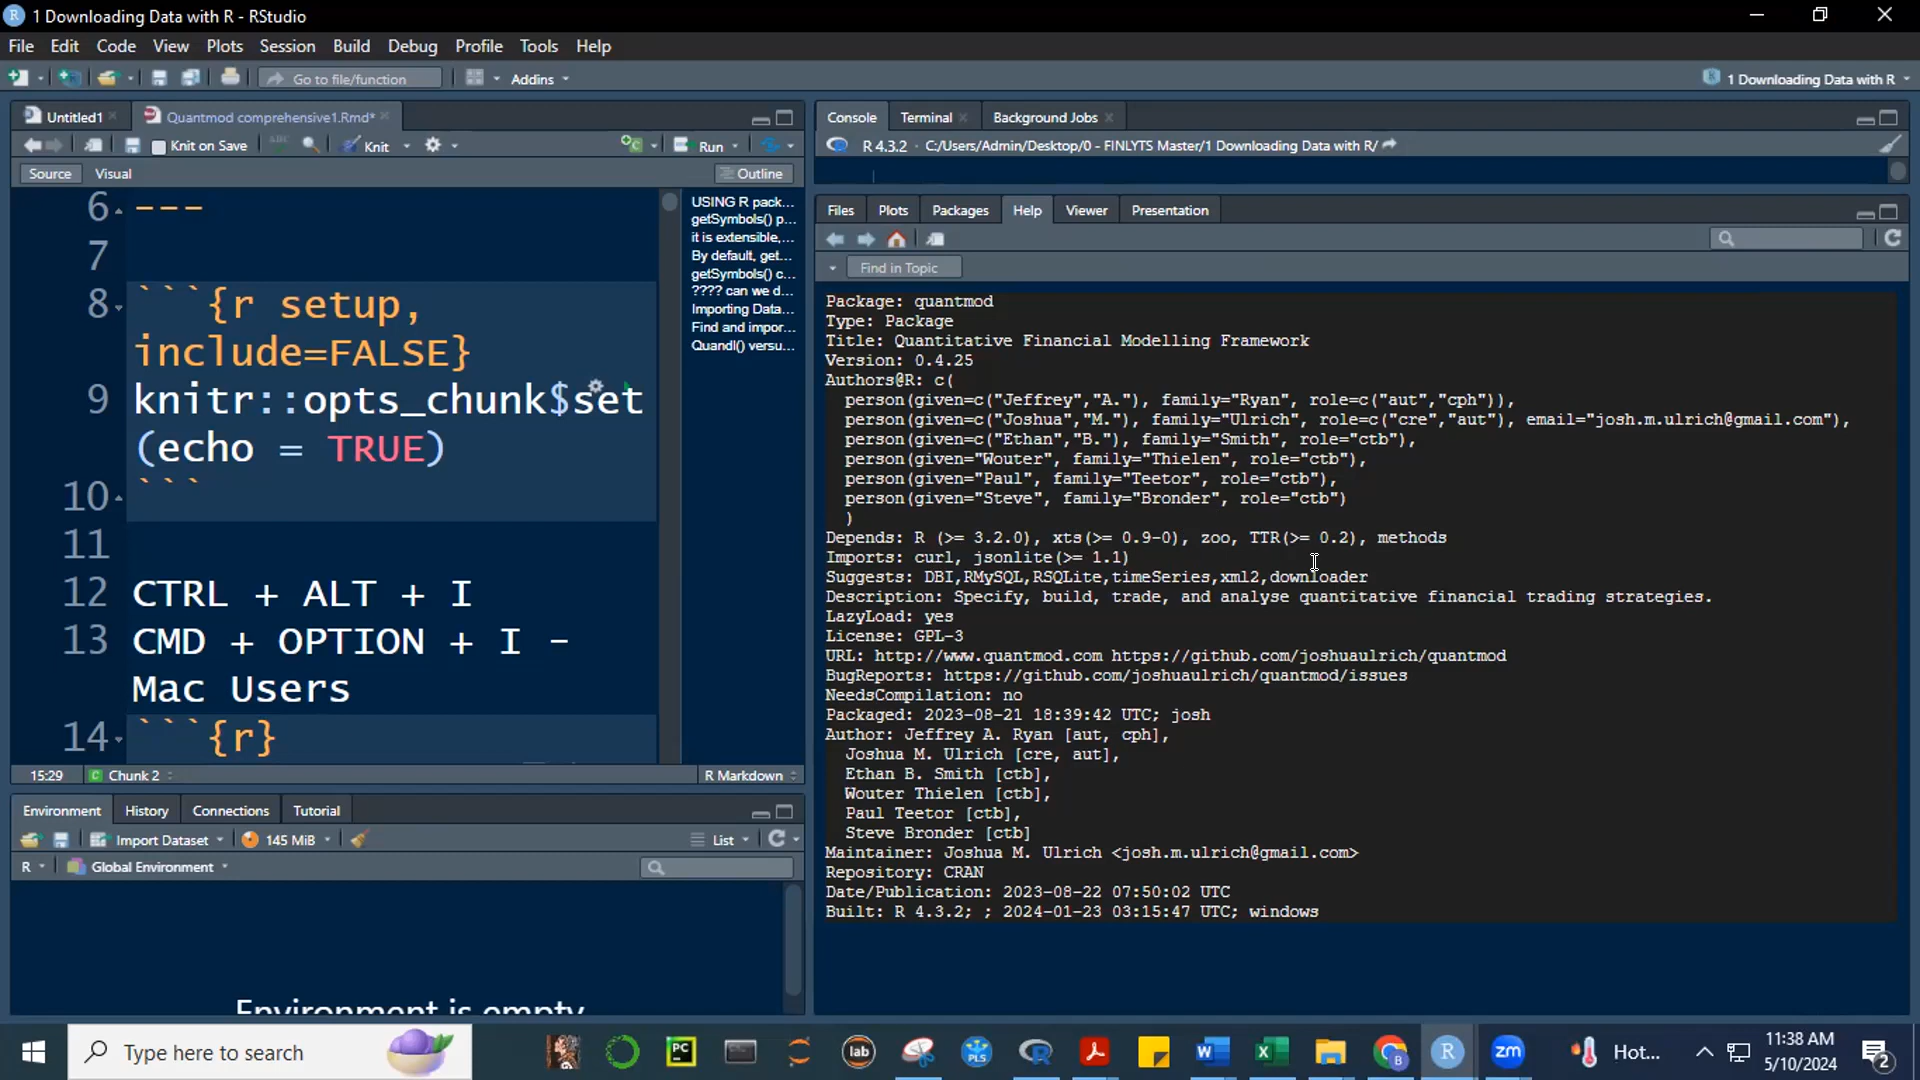 1 Downloading Data with R - RStudio
File Edit Code View Plots Session Build Debug Profile Tools Help
Go to file/function Addins 1 Downloading Data with R
Untitled1 Quantmod comprehensive1.Rmd*
Knit on Save ABC Knit Run
Source Visual Outline
6 ---
7
8 ```{r setup,
include=FALSE}
9 knitr::opts_chunk$set
(echo = TRUE)
10 ```
11
12 CTRL + ALT + I
13 CMD + OPTION + I -
Mac Users
14 ```{r}
USING R pack...
getSymbols() p...
it is extensible,...
By default, get...
getSymbols() c...
???? can we d...
Importing Data...
Find and impor...
Quandl() versu...
15:29 Chunk 2 R Markdown
Environment History Connections Tutorial
Import Dataset 145 MiB List
R Global Environment
Environment is empty
Console Terminal Background Jobs
R 4.3.2 · C:/Users/Admin/Desktop/0 - FINLYTS Master/1 Downloading Data with R/
Files Plots Packages Help Viewer Presentation
Find in Topic
Package: quantmod
Type: Package
Title: Quantitative Financial Modelling Framework
Version: 0.4.25
Authors@R: c(
person(given=c("Jeffrey","A."), family="Ryan", role=c("aut","cph")),
person(given=c("Joshua","M."), family="Ulrich", role=c("cre","aut"), email="josh.m.ulrich@gmail.com"),
person(given=c("Ethan","B."), family="Smith", role="ctb"),
person(given="Wouter", family="Thielen", role="ctb"),
person(given="Paul", family="Teetor", role="ctb"),
person(given="Steve", family="Bronder", role="ctb")
)
Depends: R (>= 3.2.0), xts(>= 0.9-0), zoo, TTR(>= 0.2), methods
Imports: curl, jsonlite(>= 1.1)
Suggests: DBI,RMySQL,RSQLite,timeSeries,xml2,downloader
Description: Specify, build, trade, and analyse quantitative financial trading strategies.
LazyLoad: yes
License: GPL-3
URL: http://www.quantmod.com https://github.com/joshuaulrich/quantmod
BugReports: https://github.com/joshuaulrich/quantmod/issues
NeedsCompilation: no
Packaged: 2023-08-21 18:39:42 UTC; josh
Author: Jeffrey A. Ryan [aut, cph],
Joshua M. Ulrich [cre, aut],
Ethan B. Smith [ctb],
Wouter Thielen [ctb],
Paul Teetor [ctb],
Steve Bronder [ctb]
Maintainer: Joshua M. Ulrich <josh.m.ulrich@gmail.com>
Repository: CRAN
Date/Publication: 2023-08-22 07:50:02 UTC
Built: R 4.3.2; ; 2024-01-23 03:15:47 UTC; windows
Type here to search PC lab PLS W X B R zm Hot... 11:38 AM
5/10/2024 2